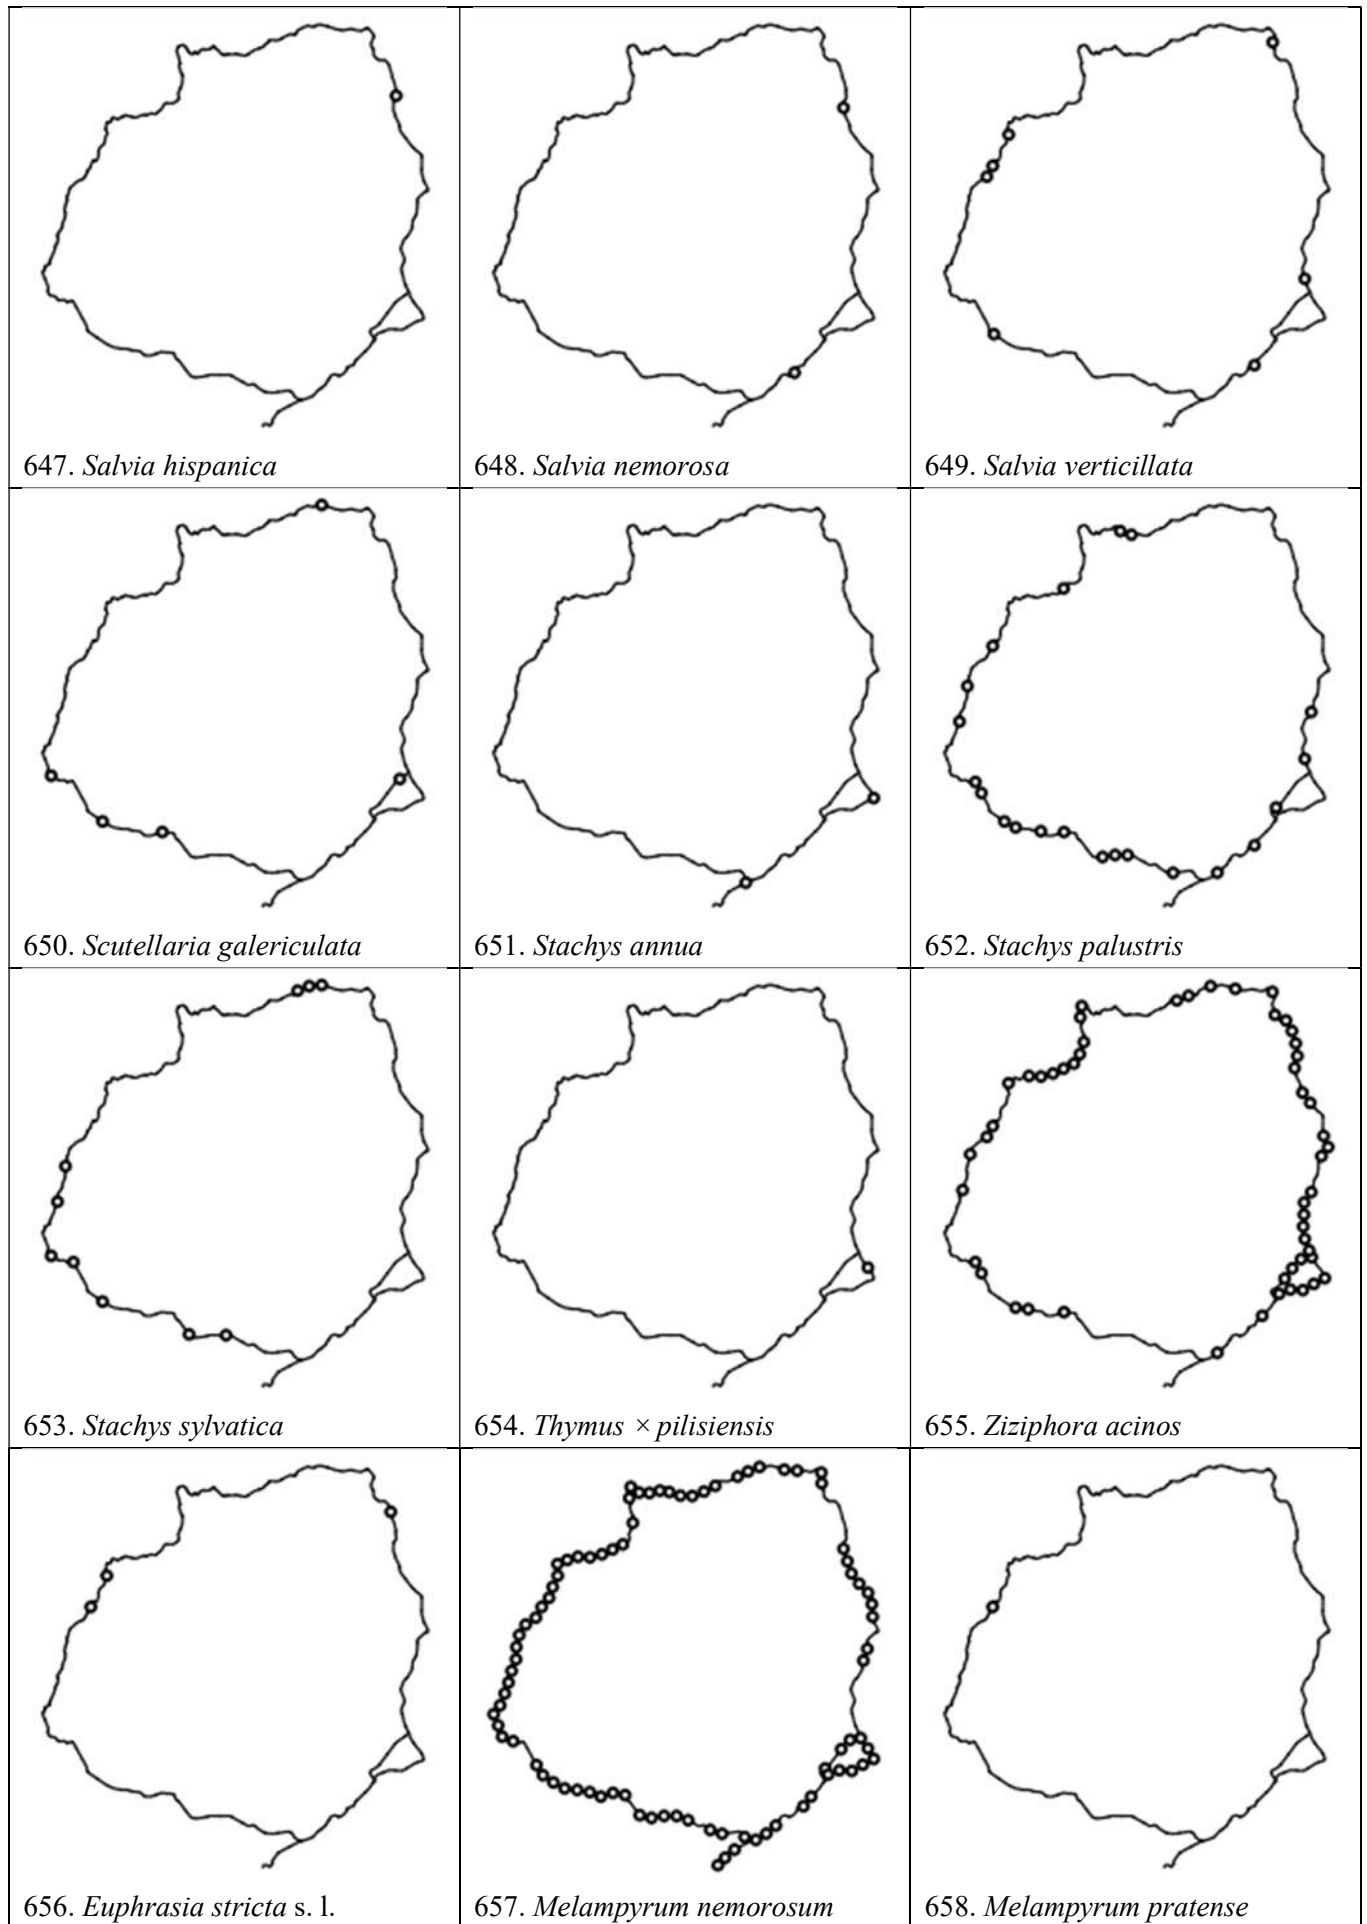 647. Salvia hispanica
648. Salvia nemorosa
649. Salvia verticillata
650. Scutellaria galericulata
651. Stachys annua
652. Stachys palustris
653. Stachys sylvatica
654. Thymus × pilisiensis
655. Ziziphora acinos
656. Euphrasia stricta s. l.
657. Melampyrum nemorosum
658. Melampyrum pratense